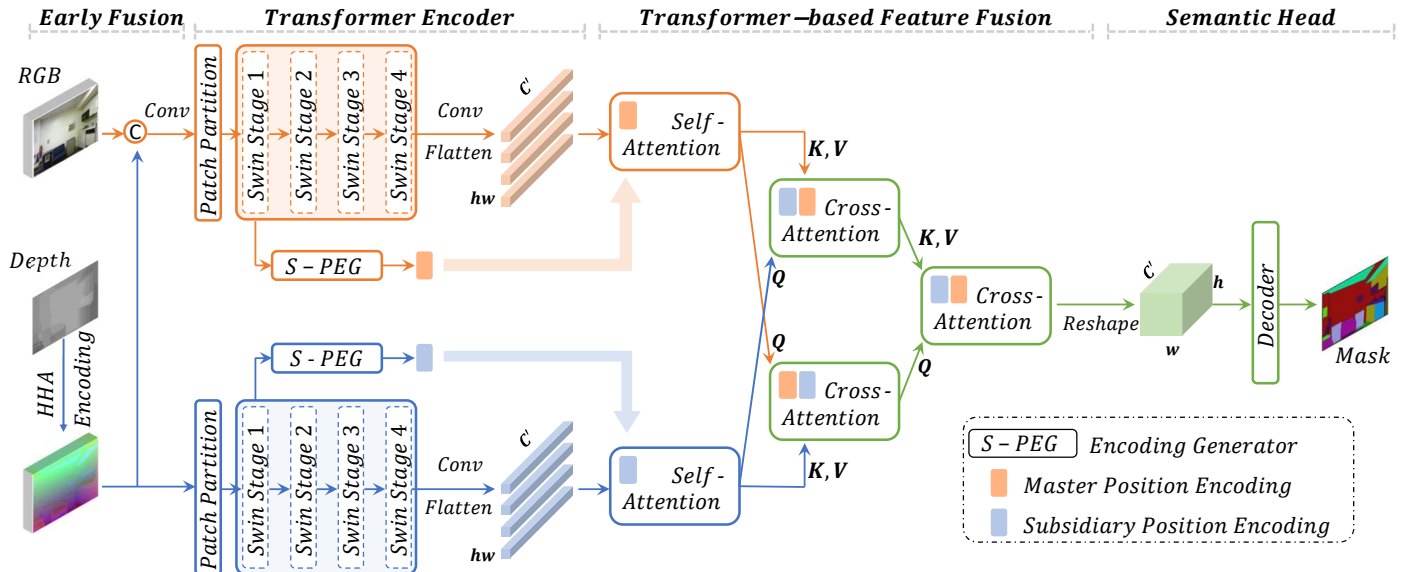 Early Fusion
Transformer Encoder
Transformer−based Feature Fusion
Semantic Head
RGB
C
Conv
Patch Partition
Swin Stage 1
Swin Stage 2
Swin Stage 3
Swin Stage 4
Conv
Flatten
C'
hw
Self-
Attention
K, V
Cross-
Attention
S−PEG
Depth
HHA
Encoding
S-PEG
Q
Q
K, V
Cross-
Attention
Q
Reshape
C'
h
w
Decoder
Mask
Cross-
Attention
K, V
Patch Partition
Swin Stage 1
Swin Stage 2
Swin Stage 3
Swin Stage 4
Conv
Flatten
C'
hw
Self-
Attention
S−PEG
Encoding Generator
Master Position Encoding
Subsidiary Position Encoding